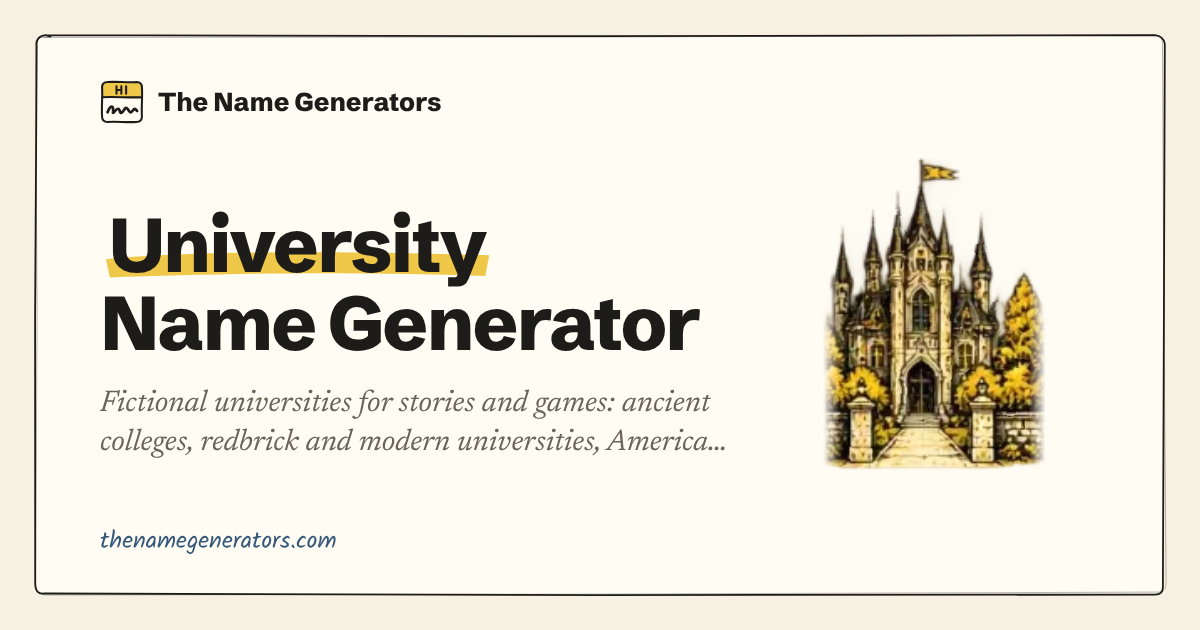 HI
The Name Generators
University
Name Generator
Fictional universities for stories and games: ancient
colleges, redbrick and modern universities, America...
thenamegenerators.com